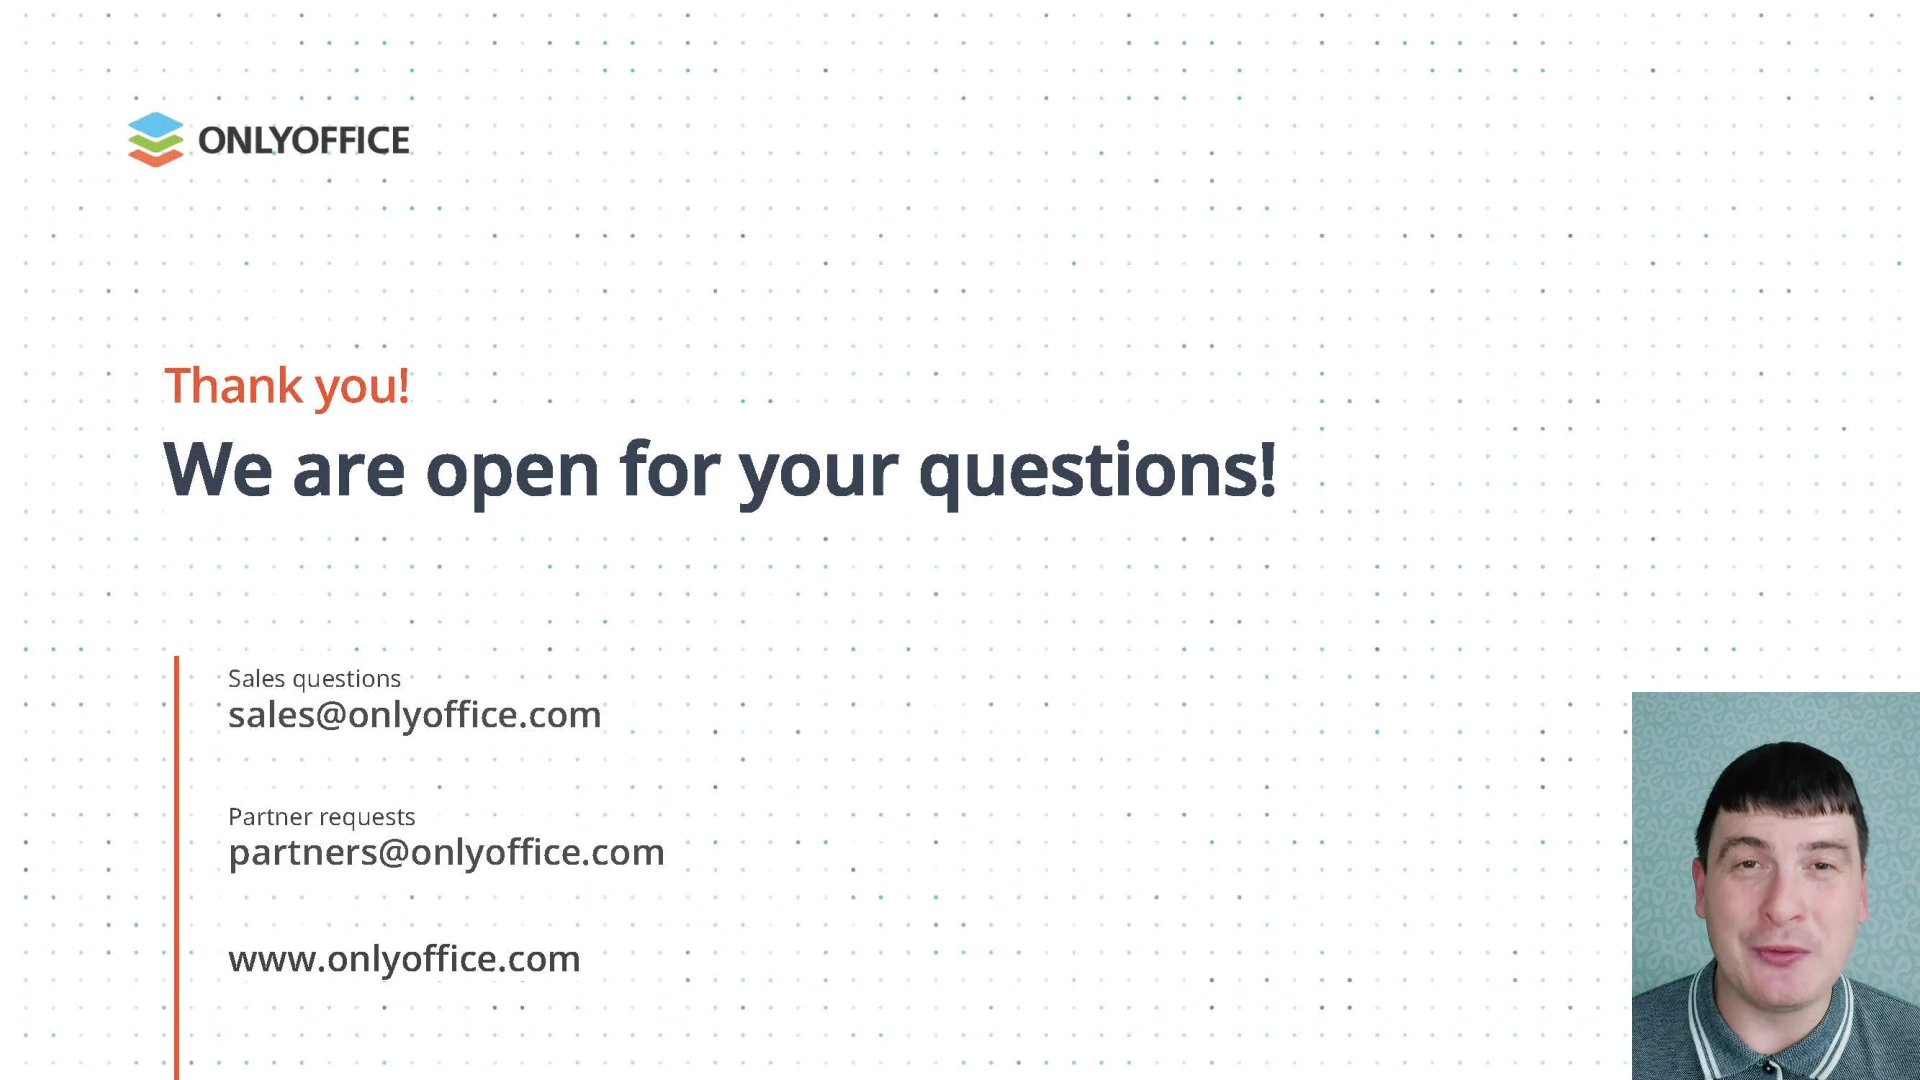 ONLYOFFICE
Thank you!
We are open for your questions!
Sales questions
sales@onlyoffice.com
Partner requests
partners@onlyoffice.com
www.onlyoffice.com